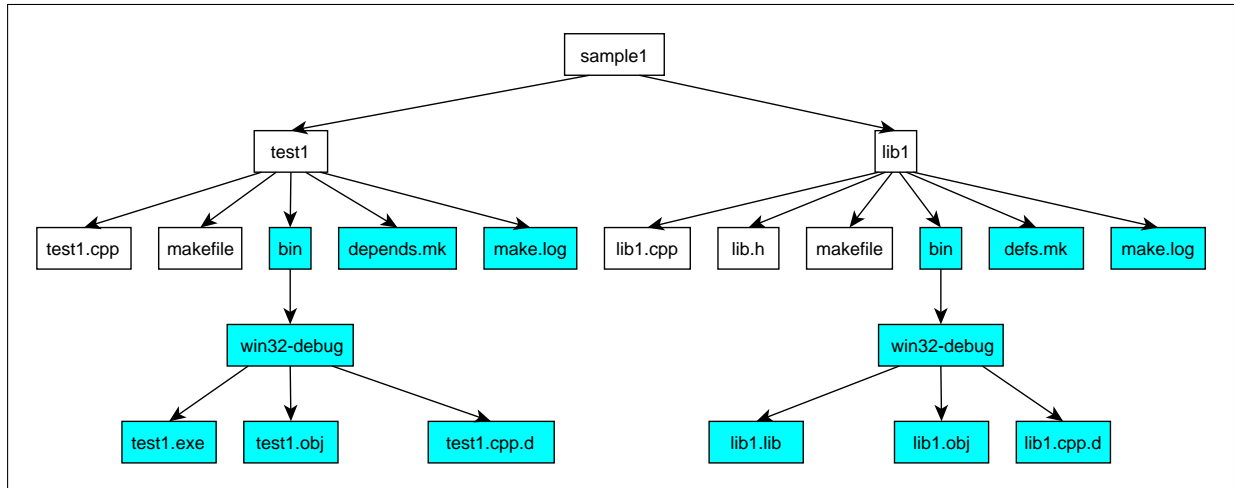 sample1
test1
lib1
test1.cpp
makefile
bin
depends.mk
make.log
lib1.cpp
lib.h
makefile
bin
defs.mk
make.log
win32-debug
win32-debug
test1.exe
test1.obj
test1.cpp.d
lib1.lib
lib1.obj
lib1.cpp.d